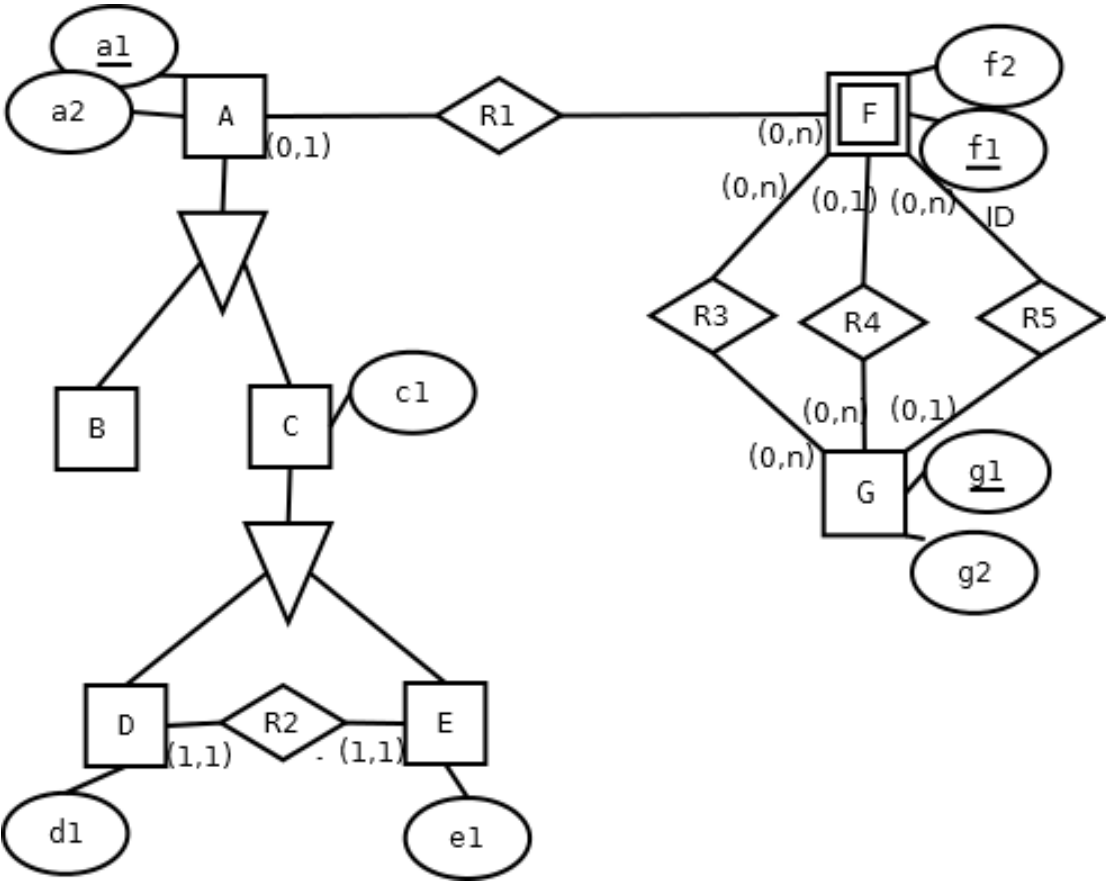 a1
a2
A
(0,1)
R1
(0,n)
F
f2
f1
(0,n)
(0,1)
(0,n)
ID
R3
R4
R5
B
C
c1
(0,n)
(0,1)
(0,n)
G
g1
g2
D
(1,1)
R2
- (1,1)
E
d1
e1